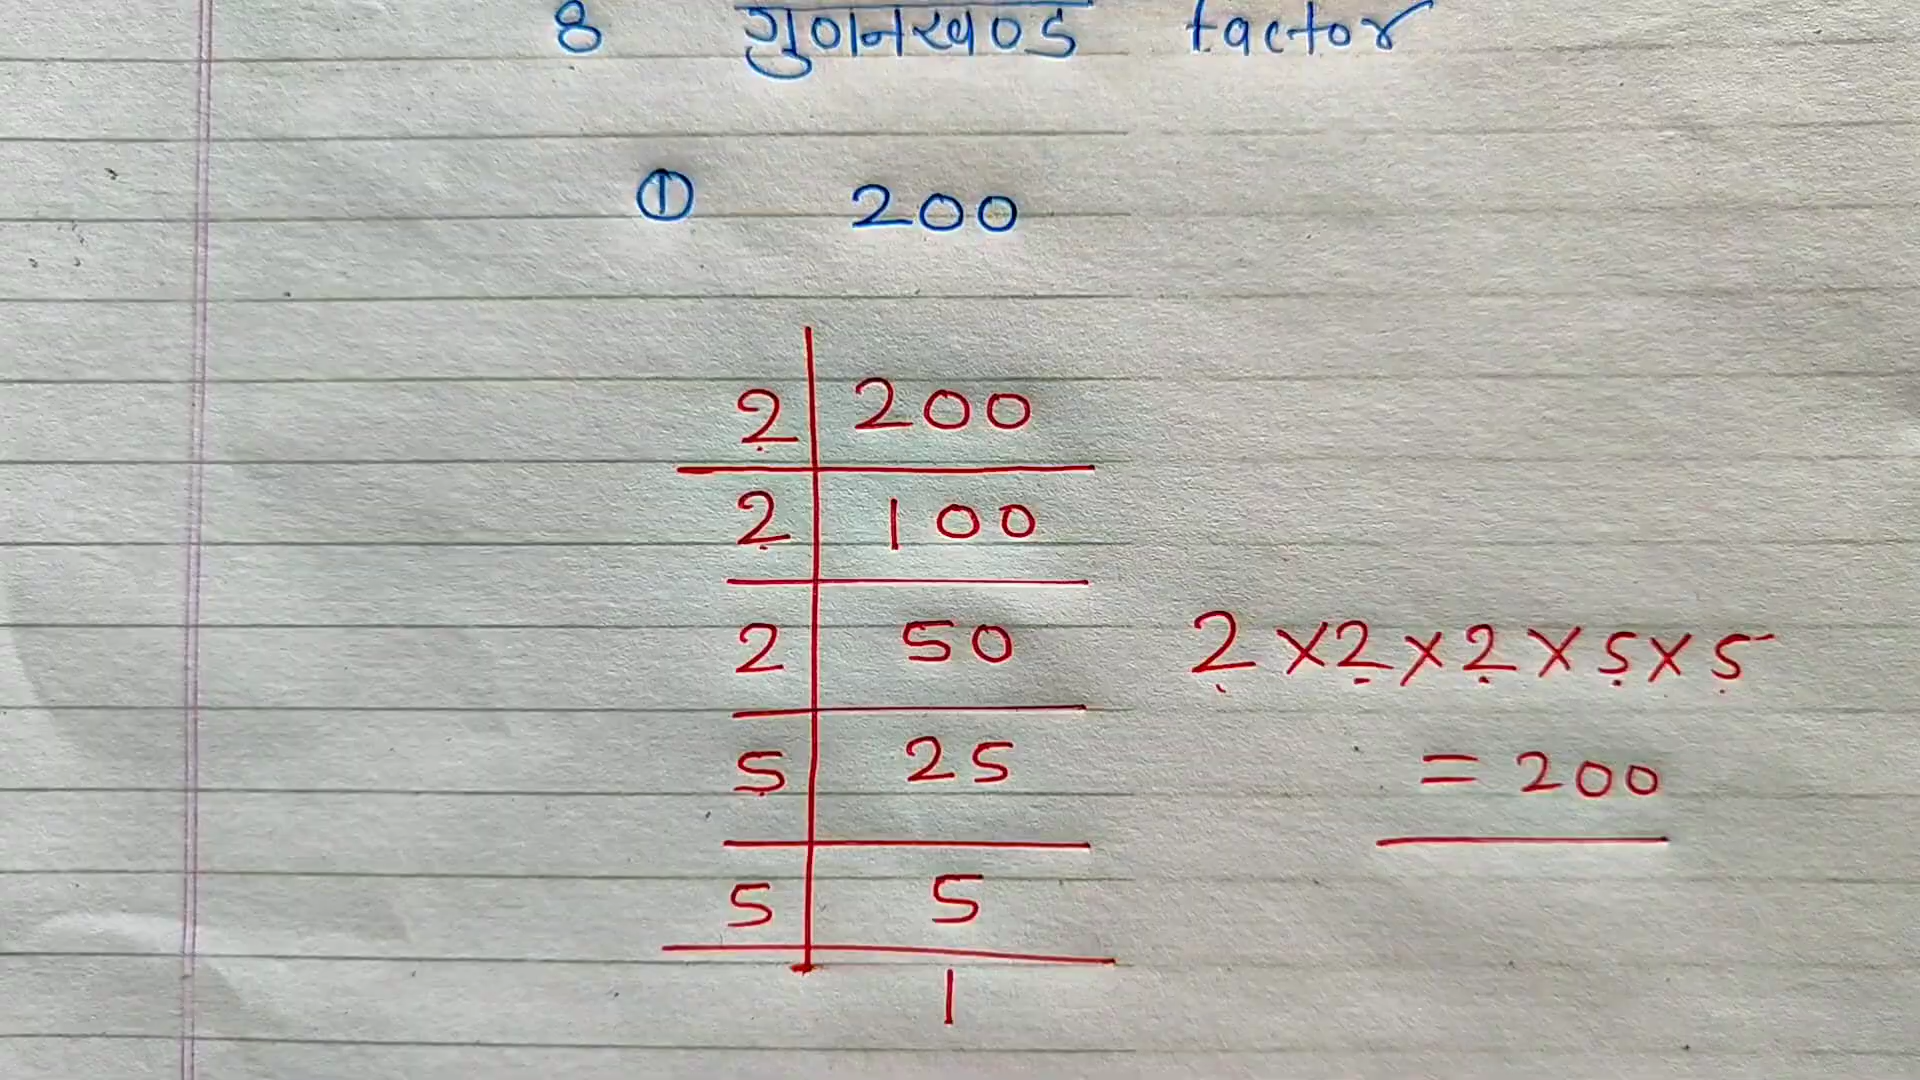 8 गुणनखण्ड factor
① 200
2 | 200
2 | 100
2 | 50
5 | 25
5 | 5
1
2 × 2 × 2 × 5 × 5
= 200